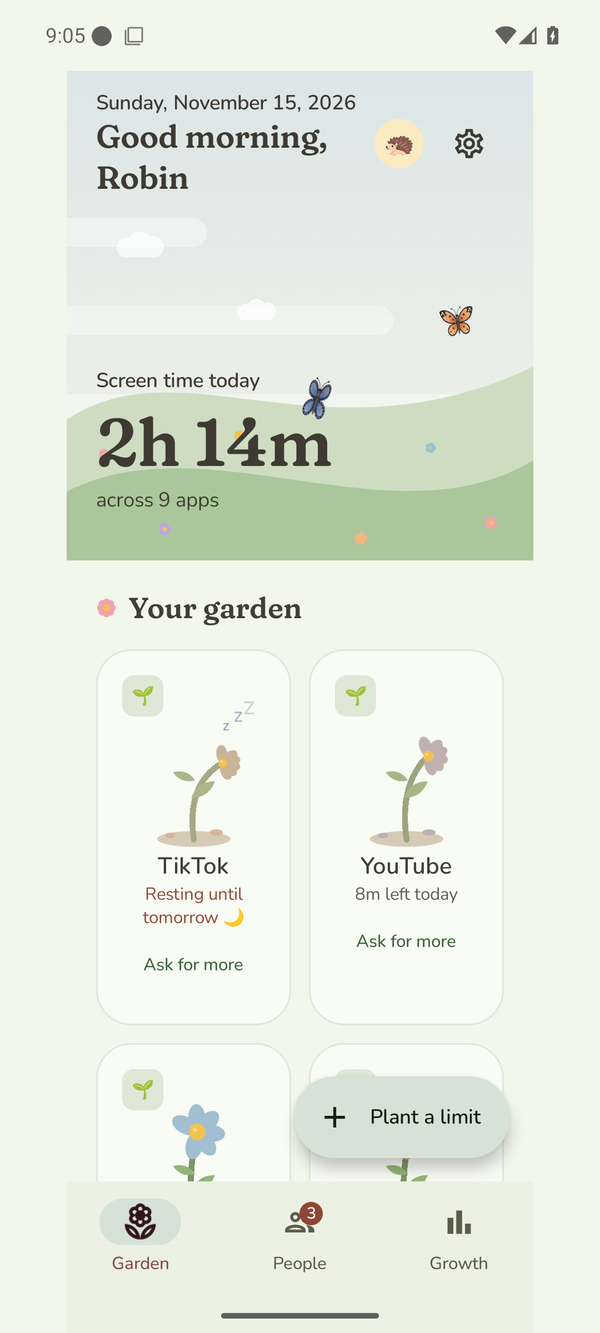 9:05
Sunday, November 15, 2026
Good morning,
Robin
Screen time today
2h 14m
across 9 apps
Your garden
z z Z
TikTok
Resting until
tomorrow 🌙
Ask for more
YouTube
8m left today
Ask for more
Plant a limit
3
Garden
People
Growth